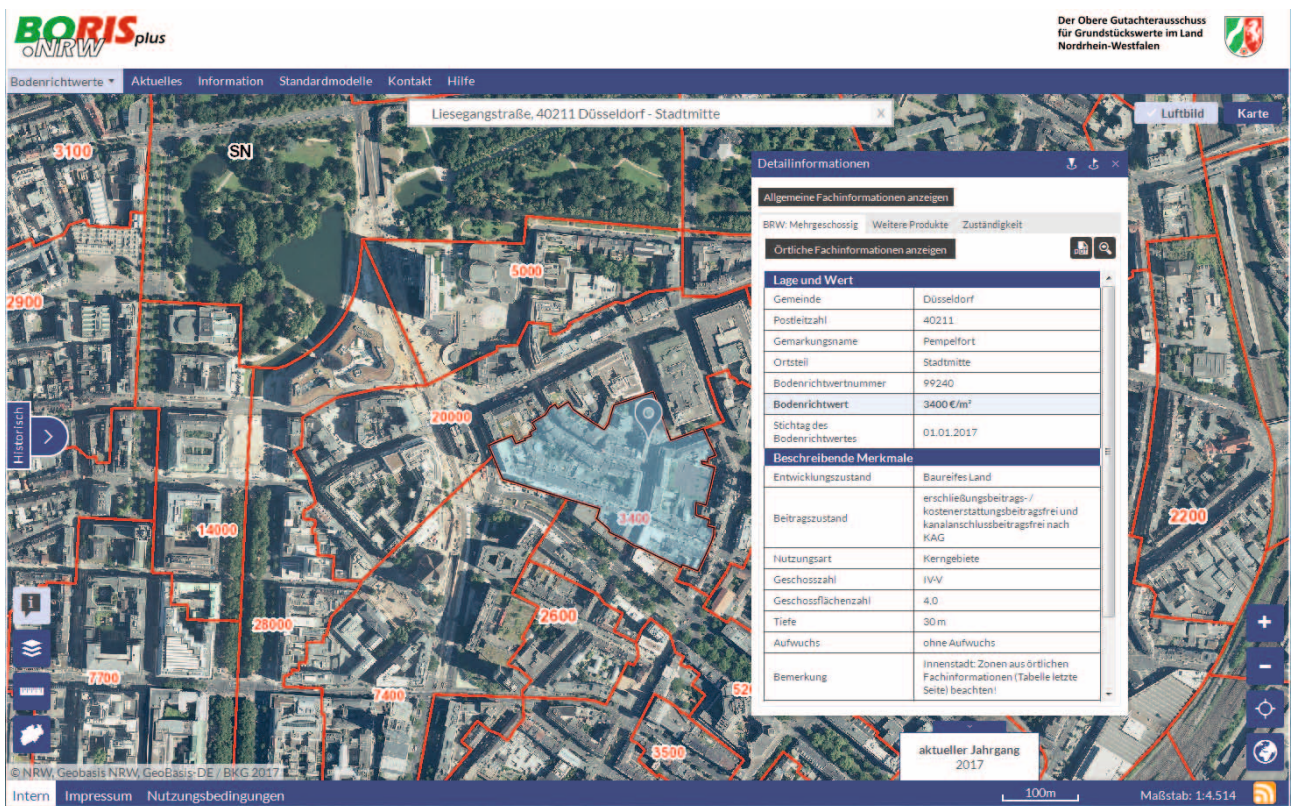 BORIS plus
.NRW
Der Obere Gutachterausschuss
für Grundstückswerte im Land
Nordrhein-Westfalen
Bodenrichtwerte Aktuelles Information Standardmodelle Kontakt Hilfe
Liesegangstraße, 40211 Düsseldorf - Stadtmitte X
Luftbild Karte
3100
SN
5000
2900
20000
3400
14000
28000
2600
7700
7400
3500
2200
Historisch
Detailinformationen ×
Allgemeine Fachinformationen anzeigen
BRW: Mehrgeschossig Weitere Produkte Zuständigkeit
Örtliche Fachinformationen anzeigen
Lage und Wert
Gemeinde Düsseldorf
Postleitzahl 40211
Gemarkungsname Pempelfort
Ortsteil Stadtmitte
Bodenrichtwertnummer 99240
Bodenrichtwert 3400 €/m²
Stichtag des
Bodenrichtwertes 01.01.2017
Beschreibende Merkmale
Entwicklungszustand Baureifes Land
Beitragszustand erschließungsbeitrags- /
kostenerstattungsbeitragsfrei und
kanalanschlussbeitragsfrei nach
KAG
Nutzungsart Kerngebiete
Geschosszahl IV-V
Geschossflächenzahl 4.0
Tiefe 30 m
Aufwuchs ohne Aufwuchs
Bemerkung Innenstadt: Zonen aus örtlichen
Fachinformationen (Tabelle letzte
Seite) beachten!
aktueller Jahrgang
2017
© NRW, Geobasis NRW, GeoBasis-DE / BKG 2017
Intern Impressum Nutzungsbedingungen
100m
Maßstab: 1:4.514